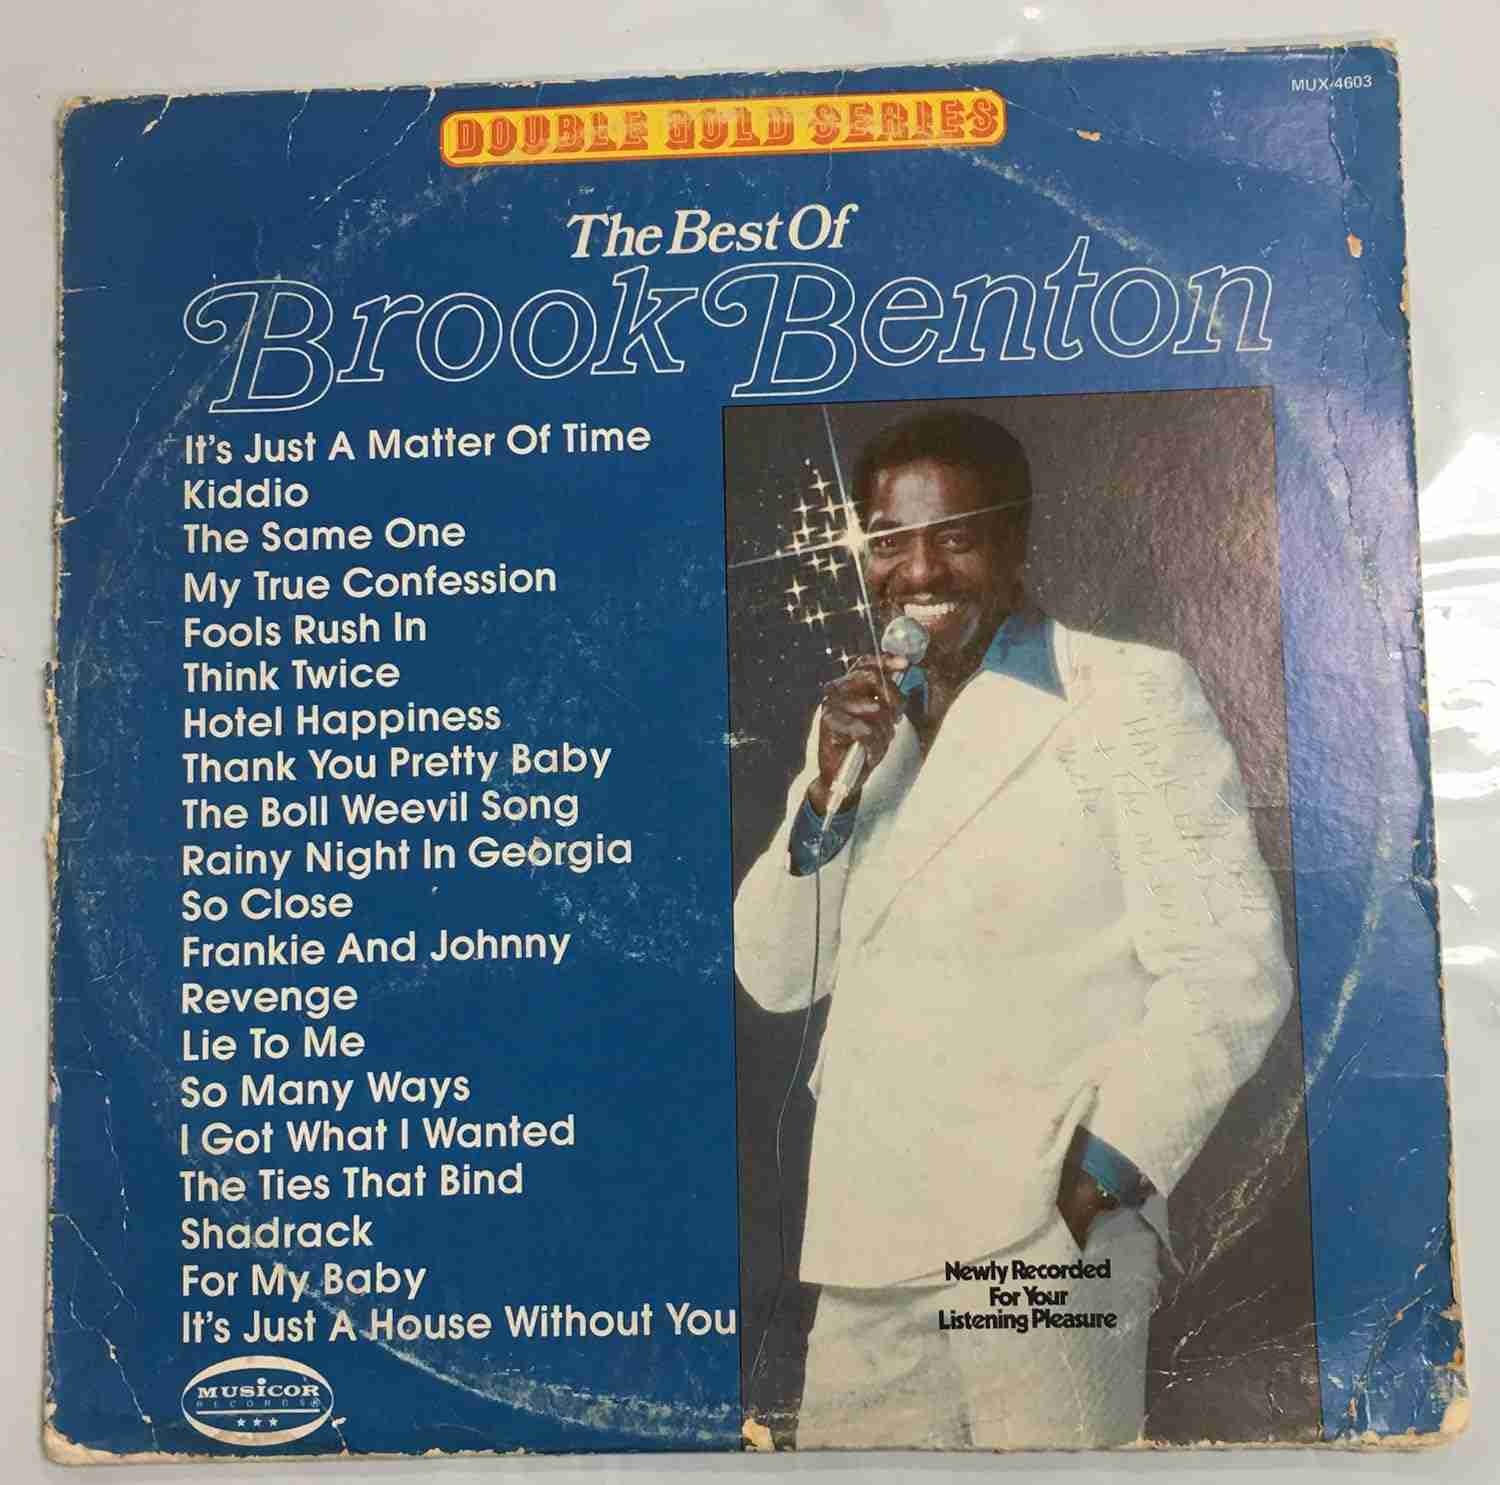 MUX 4603
DOUBLE GOLD SERIES
The Best Of
Brook Benton
It's Just A Matter Of Time
Kiddio
The Same One
My True Confession
Fools Rush In
Think Twice
Hotel Happiness
Thank You Pretty Baby
The Boll Weevil Song
Rainy Night In Georgia
So Close
Frankie And Johnny
Revenge
Lie To Me
So Many Ways
I Got What I Wanted
The Ties That Bind
Shadrack
For My Baby
It's Just A House Without You
Newly Recorded
For Your
Listening Pleasure
MUSICOR
RECORDS®